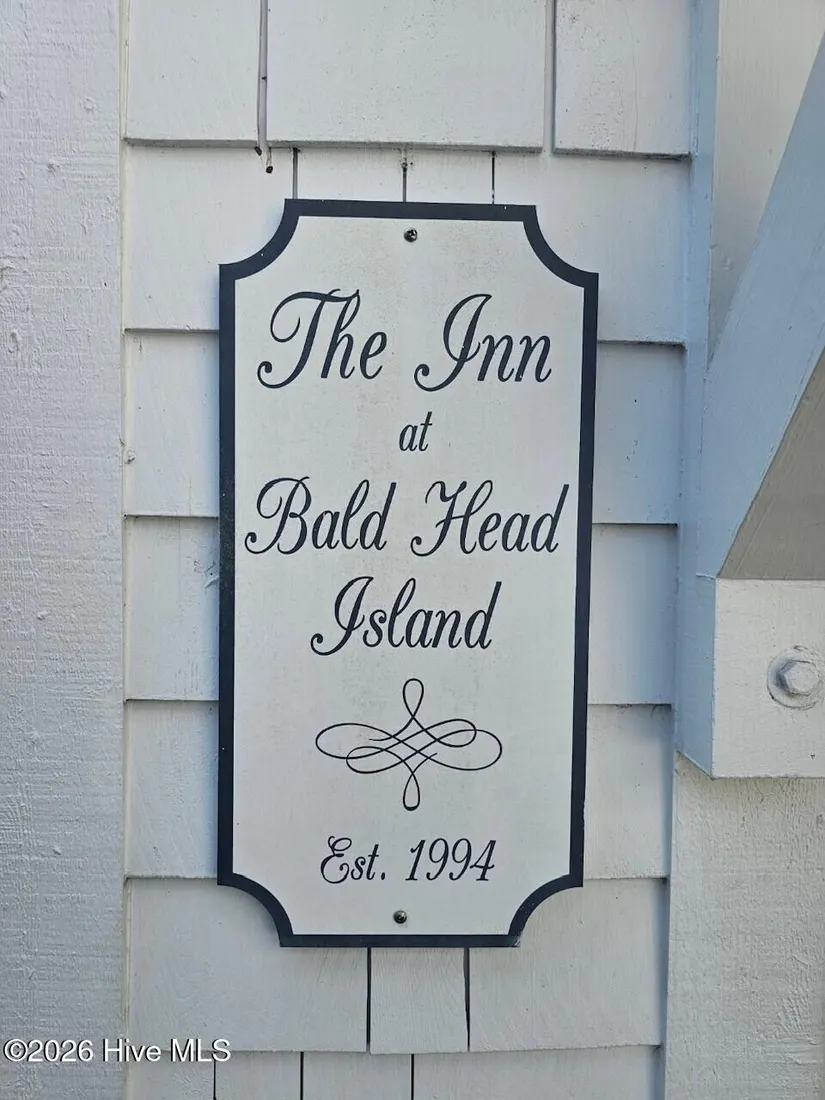 The Inn
at
Bald Head
Island
Est. 1994
©2026 Hive MLS